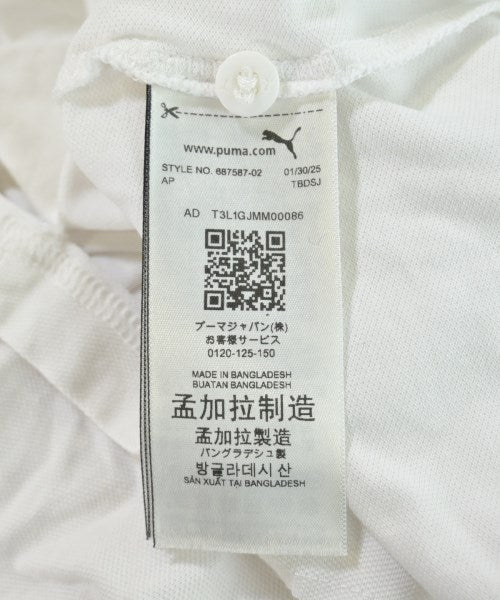 www.puma.com
STYLE NO. 687587-02 01/30/25
AP TBDSJ
AD T3L1GJMM00086
プーマジャパン(株)
お客様サービス
0120-125-150
MADE IN BANGLADESH
BUATAN BANGLADESH
孟加拉制造
孟加拉製造
バングラデシュ製
방글라데시 산
SẢN XUẤT TẠI BANGLADESH